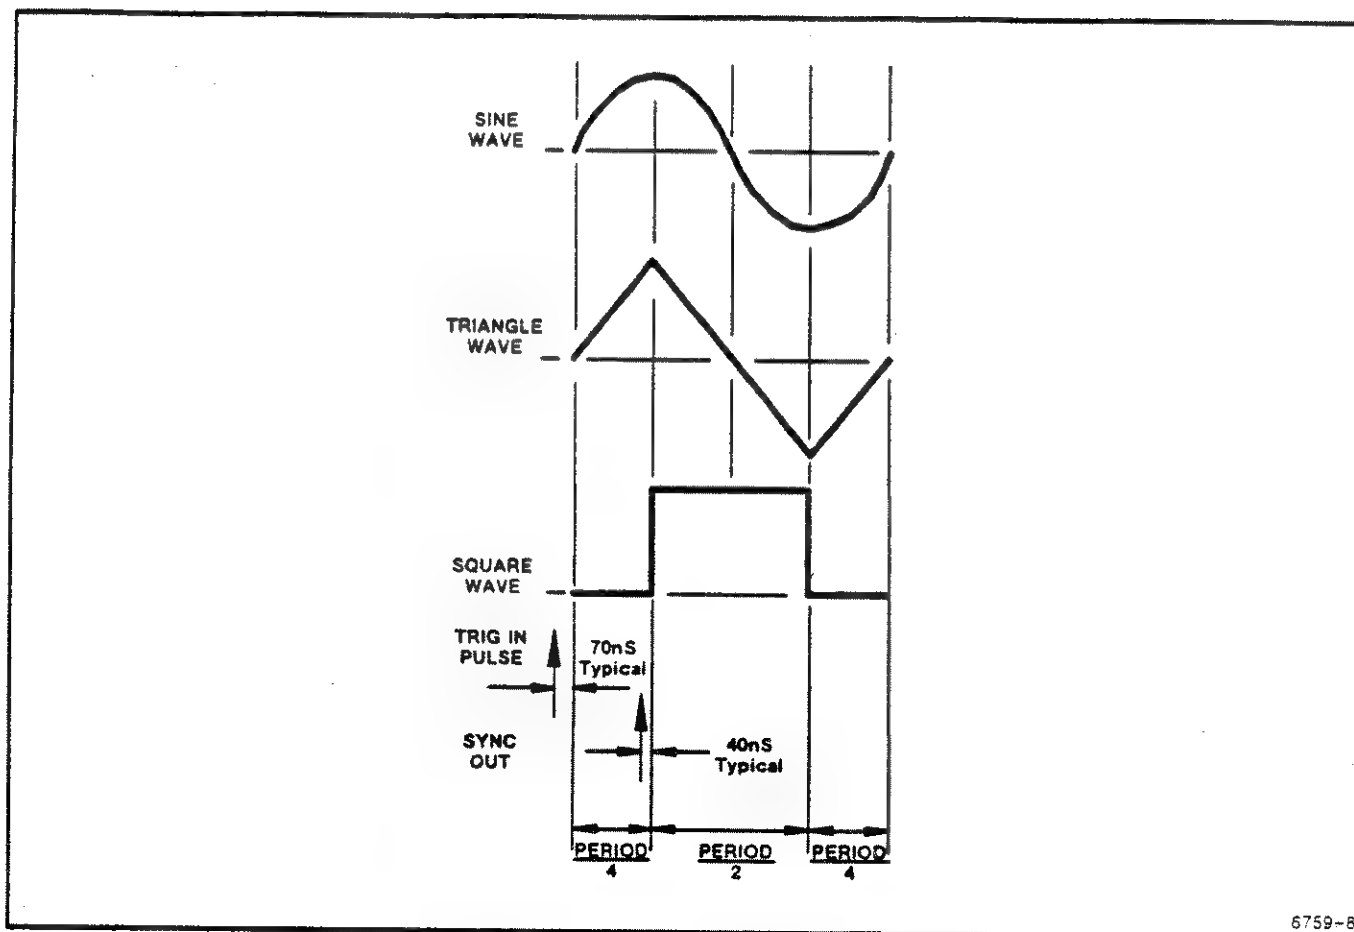 SINE
WAVE
TRIANGLE
WAVE
SQUARE
WAVE
TRIG IN
PULSE
70nS
Typical
SYNC
OUT
40nS
Typical
PERIOD
4
PERIOD
2
PERIOD
4
6759-8